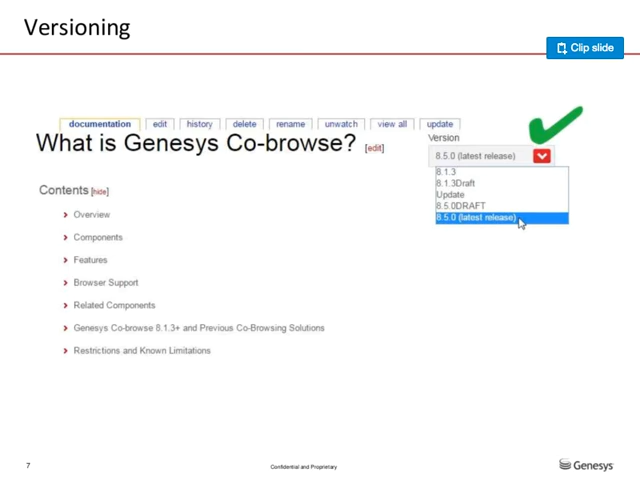 Versioning
Clip slide
documentation edit history delete rename unwatch view all update
What is Genesys Co-browse? [edit]
Version
8.5.0 (latest release)
8.1.3
8.1.3Draft
Update
8.5.0DRAFT
8.5.0 (latest release)
Contents [hide]
Overview
Components
Features
Browser Support
Related Components
Genesys Co-browse 8.1.3+ and Previous Co-Browsing Solutions
Restrictions and Known Limitations
7
Confidential and Proprietary
Genesys